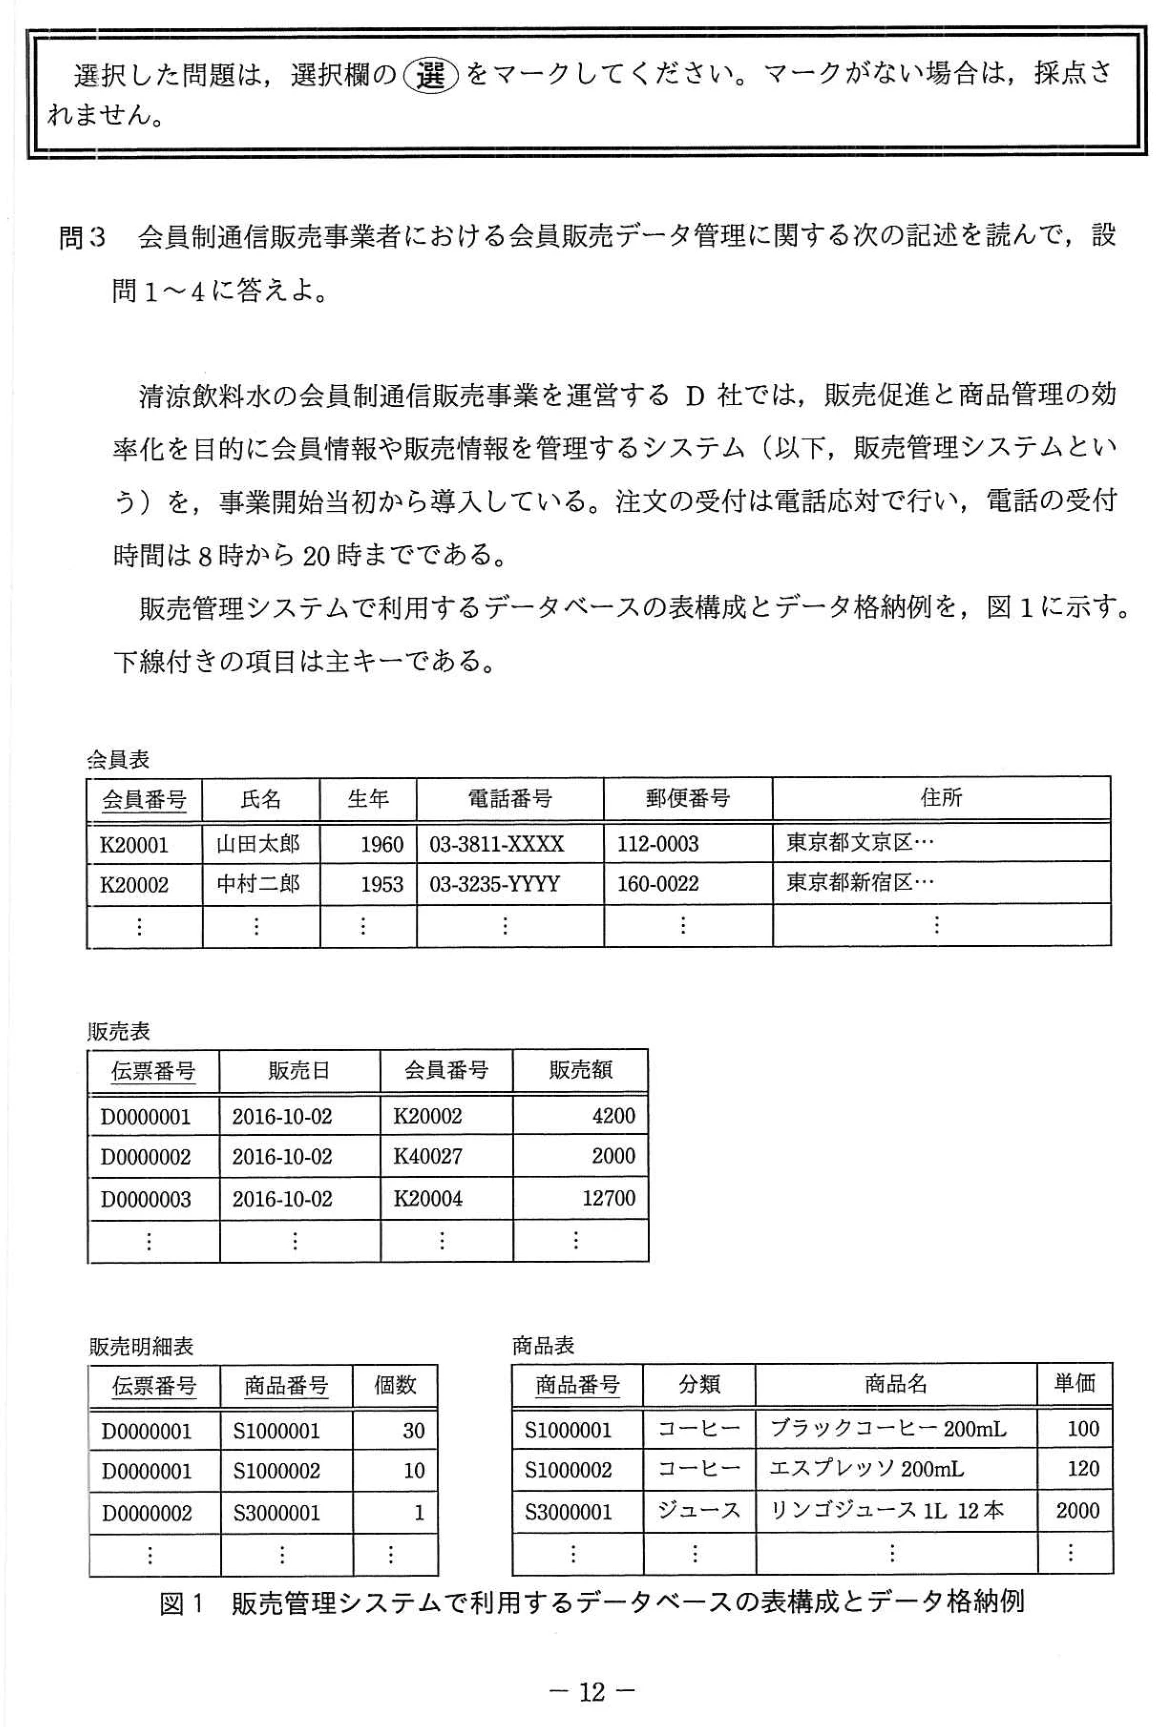 選択した問題は，選択欄の㊤をマークしてください。マークがない場合は，採点さ
れません。
問3　会員制通信販売事業者における会員販売データ管理に関する次の記述を読んで，設
問1～4に答えよ。
清涼飲料水の会員制通信販売事業を運営する D 社では，販売促進と商品管理の効
率化を目的に会員情報や販売情報を管理するシステム（以下，販売管理システムとい
う）を，事業開始当初から導入している。注文の受付は電話応対で行い，電話の受付
時間は8時から20時までである。
販売管理システムで利用するデータベースの表構成とデータ格納例を，図1に示す。
下線付きの項目は主キーである。
会員表
会員番号 氏名 生年 電話番号 郵便番号 住所
K20001 山田太郎 1960 03-3811-XXXX 112-0003 東京都文京区…
K20002 中村二郎 1953 03-3235-YYYY 160-0022 東京都新宿区…
⋮ ⋮ ⋮ ⋮ ⋮ ⋮
販売表
伝票番号 販売日 会員番号 販売額
D0000001 2016-10-02 K20002 4200
D0000002 2016-10-02 K40027 2000
D0000003 2016-10-02 K20004 12700
⋮ ⋮ ⋮ ⋮
販売明細表
伝票番号 商品番号 個数
D0000001 S1000001 30
D0000001 S1000002 10
D0000002 S3000001 1
⋮ ⋮ ⋮
商品表
商品番号 分類 商品名 単価
S1000001 コーヒー ブラックコーヒー 200mL 100
S1000002 コーヒー エスプレッソ 200mL 120
S3000001 ジュース リンゴジュース 1L 12本 2000
⋮ ⋮ ⋮ ⋮
図1　販売管理システムで利用するデータベースの表構成とデータ格納例
－ 12 －